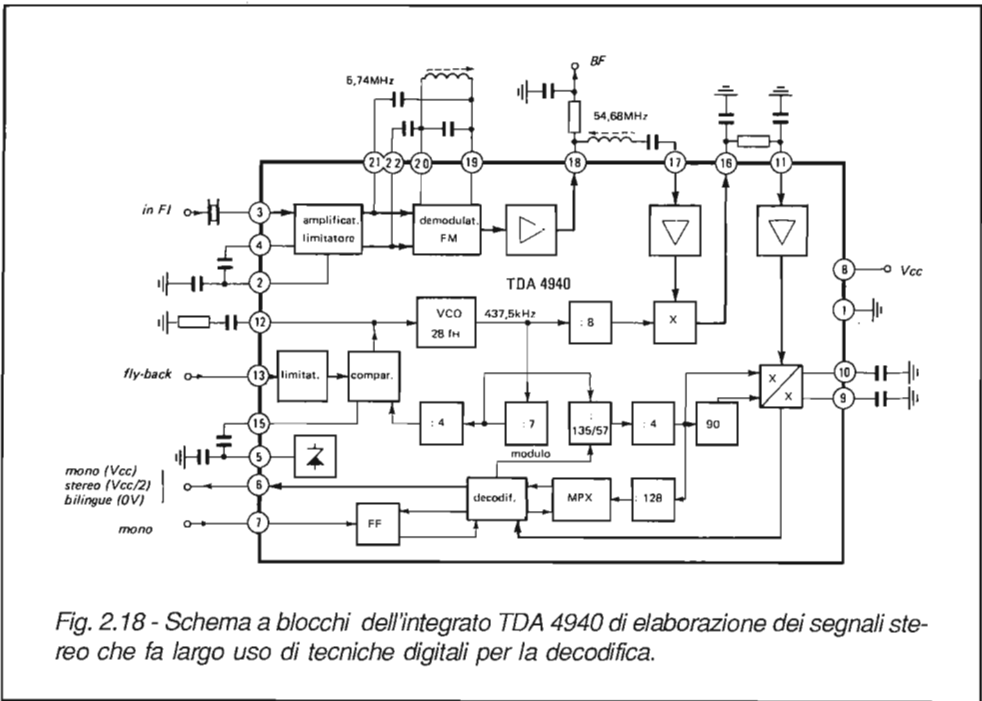 BF
5,74MHz
54,68MHz
21
22
20
19
18
17
16
11
in FI
3
amplificat.
limitatore
demodulat.
FM
4
2
TDA 4940
8
Vcc
1
12
VCO
28 fH
437,5kHz
: 8
X
fly-back
13
limitat.
compar.
X
X
10
9
15
: 4
: 7
:
135/57
: 4
90
5
modulo
mono (Vcc)
stereo (Vcc/2)
bilingue (0V)
6
decodif.
MPX
: 128
mono
7
FF
Fig. 2.18 - Schema a blocchi dell'integrato TDA 4940 di elaborazione dei segnali ste-
reo che fa largo uso di tecniche digitali per la decodifica.